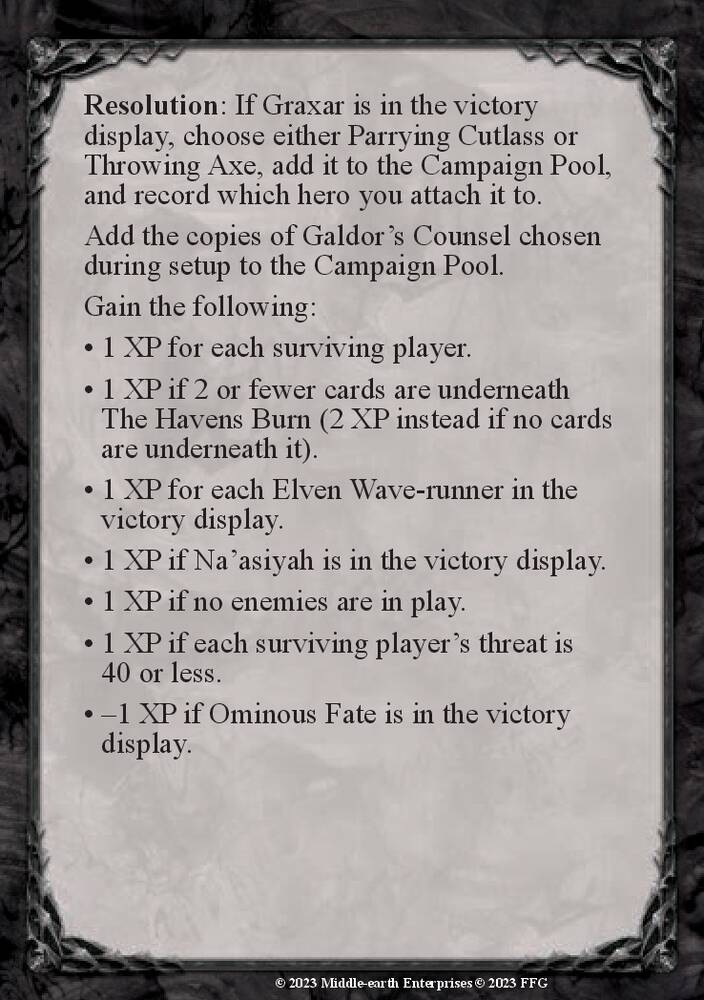 Resolution: If Graxar is in the victory
display, choose either Parrying Cutlass or
Throwing Axe, add it to the Campaign Pool,
and record which hero you attach it to.
Add the copies of Galdor’s Counsel chosen
during setup to the Campaign Pool.
Gain the following:
• 1 XP for each surviving player.
• 1 XP if 2 or fewer cards are underneath
The Havens Burn (2 XP instead if no cards
are underneath it).
• 1 XP for each Elven Wave-runner in the
victory display.
• 1 XP if Na’asiyah is in the victory display.
• 1 XP if no enemies are in play.
• 1 XP if each surviving player’s threat is
40 or less.
• –1 XP if Ominous Fate is in the victory
display.
© 2023 Middle-earth Enterprises © 2023 FFG